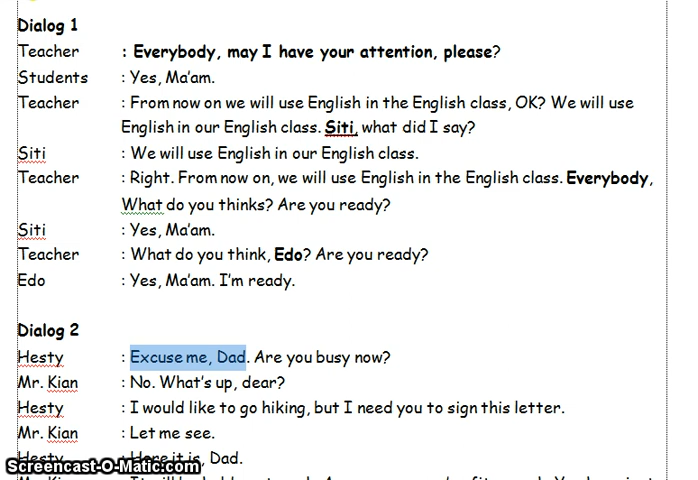 Dialog 1
Teacher : Everybody, may I have your attention, please?
Students : Yes, Ma'am.
Teacher : From now on we will use English in the English class, OK? We will use
English in our English class. Siti, what did I say?
Siti : We will use English in our English class.
Teacher : Right. From now on, we will use English in the English class. Everybody,
What do you thinks? Are you ready?
Siti : Yes, Ma'am.
Teacher : What do you think, Edo? Are you ready?
Edo : Yes, Ma'am. I'm ready.
Dialog 2
Hesty : Excuse me, Dad. Are you busy now?
Mr. Kian : No. What's up, dear?
Hesty : I would like to go hiking, but I need you to sign this letter.
Mr. Kian : Let me see.
Hesty : Here it is, Dad.
Screencast-O-Matic.com